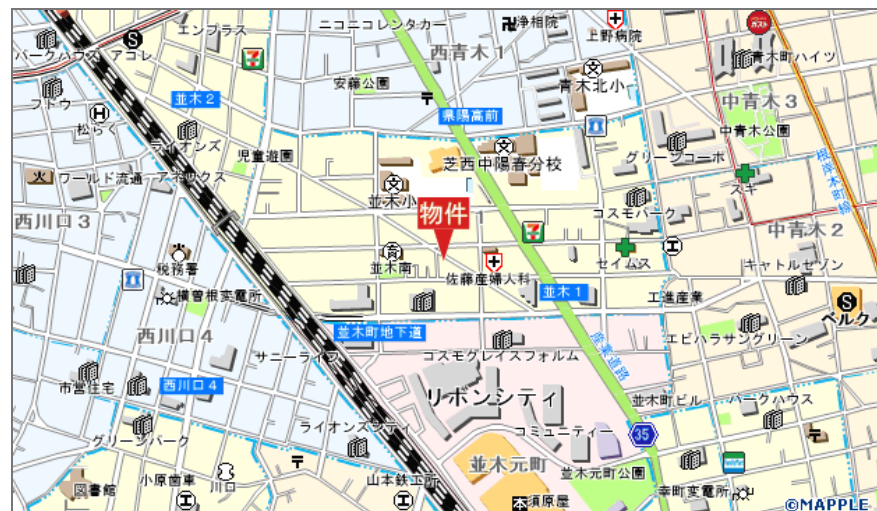 ニコニコレンタカー
卍浄相院
上野病院
ガスト
エンプラス
パークハウス
アコレ
西青木1
青木町ハイツ
安藤公園
青木北小
フドウ
並木2
中青木3
県陽高前
松らく
中青木公園
ライオンズ
児童遊園
芝西中陽春分校
グリーンコーポ
ワールド流通
アネックス
スギ
並木小
物件
1
コスモパーク
西川口3
中青木2
税務署
並木南
佐藤産婦人科
セイムス
キャトルセゾン
横曽根変電所
並木1
工進産業
ベルク
西川口4
並木町地下道
エビハラサングリーン
サニーライフ
コスモグレイスフォルム
産業道路
市営住宅
西川口4
リボンシティ
並木町ビル
パークハウス
ライオンズシティ
コミュニティー
35
グリーンパーク
並木元町
並木元町公園
小原歯車
川口
山本鉄工所
図書館
本
須原屋
幸町変電所
©MAPPLE